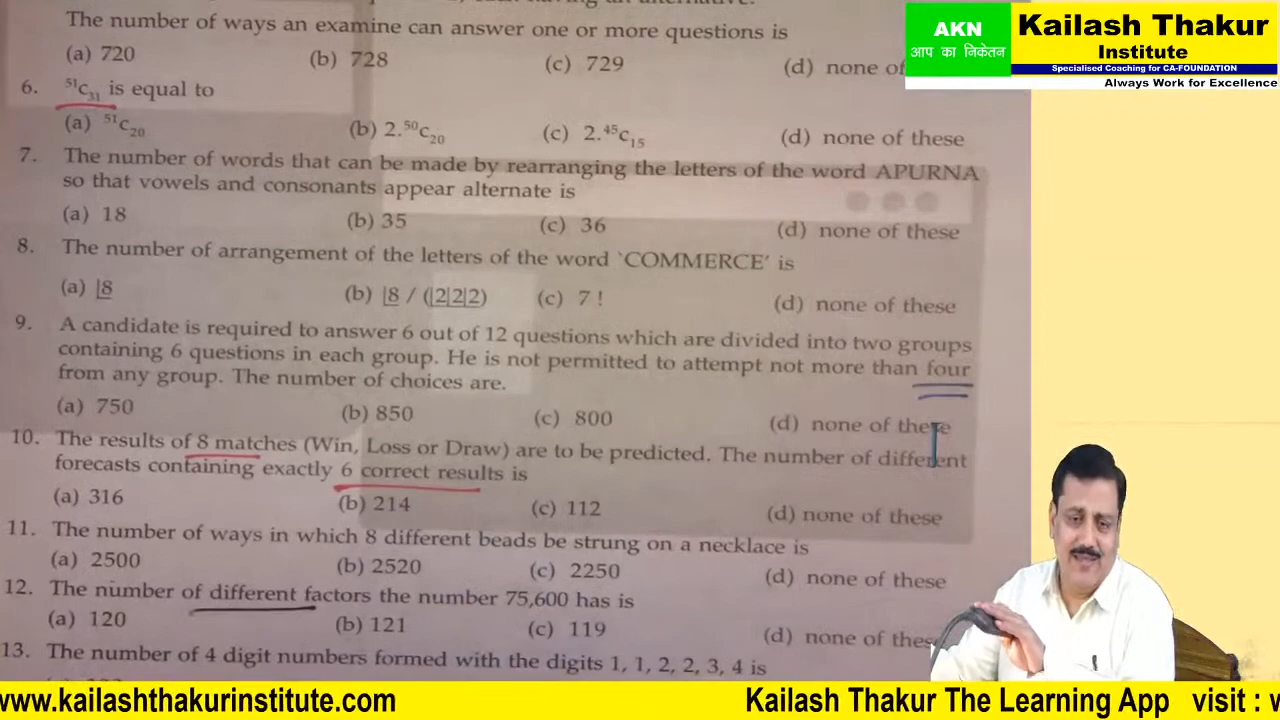 The number of ways an examine can answer one or more questions is
(a) 720 (b) 728 (c) 729 (d) none of
6. ⁵¹c₃₁ is equal to
(a) ⁵¹c₂₀ (b) 2.⁵⁰c₂₀ (c) 2.⁴⁵c₁₅ (d) none of these
7. The number of words that can be made by rearranging the letters of the word APURNA
so that vowels and consonants appear alternate is
(a) 18 (b) 35 (c) 36 (d) none of these
8. The number of arrangement of the letters of the word `COMMERCE' is
(a) |8 (b) |8 / (|2|2|2) (c) 7 ! (d) none of these
9. A candidate is required to answer 6 out of 12 questions which are divided into two groups
containing 6 questions in each group. He is not permitted to attempt not more than four
from any group. The number of choices are.
(a) 750 (b) 850 (c) 800 (d) none of these
10. The results of 8 matches (Win, Loss or Draw) are to be predicted. The number of different
forecasts containing exactly 6 correct results is
(a) 316 (b) 214 (c) 112 (d) none of these
11. The number of ways in which 8 different beads be strung on a necklace is
(a) 2500 (b) 2520 (c) 2250 (d) none of these
12. The number of different factors the number 75,600 has is
(a) 120 (b) 121 (c) 119 (d) none of thes
13. The number of 4 digit numbers formed with the digits 1, 1, 2, 2, 3, 4 is
AKN
आप का निकेतन
Kailash Thakur
Institute
Specialised Coaching for CA-FOUNDATION
Always Work for Excellence
www.kailashthakurinstitute.com Kailash Thakur The Learning App visit : w